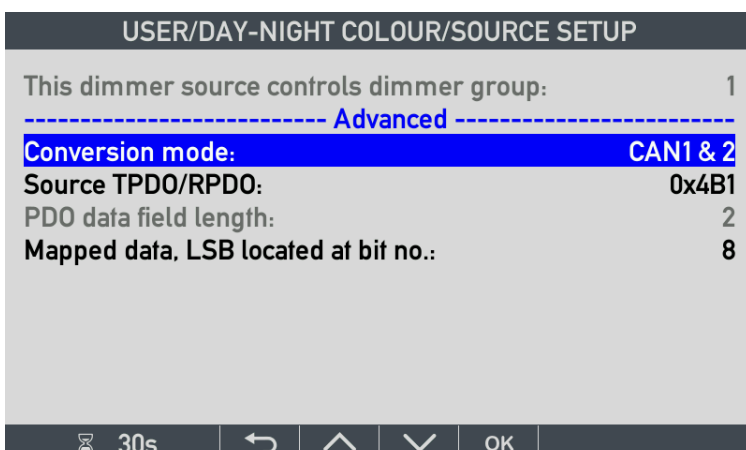 USER/DAY-NIGHT COLOUR/SOURCE SETUP
This dimmer source controls dimmer group: 1
--------------------------- Advanced -------------------------
Conversion mode: CAN1 & 2
Source TPDO/RPDO: 0x4B1
PDO data field length: 2
Mapped data, LSB located at bit no.: 8
30s OK